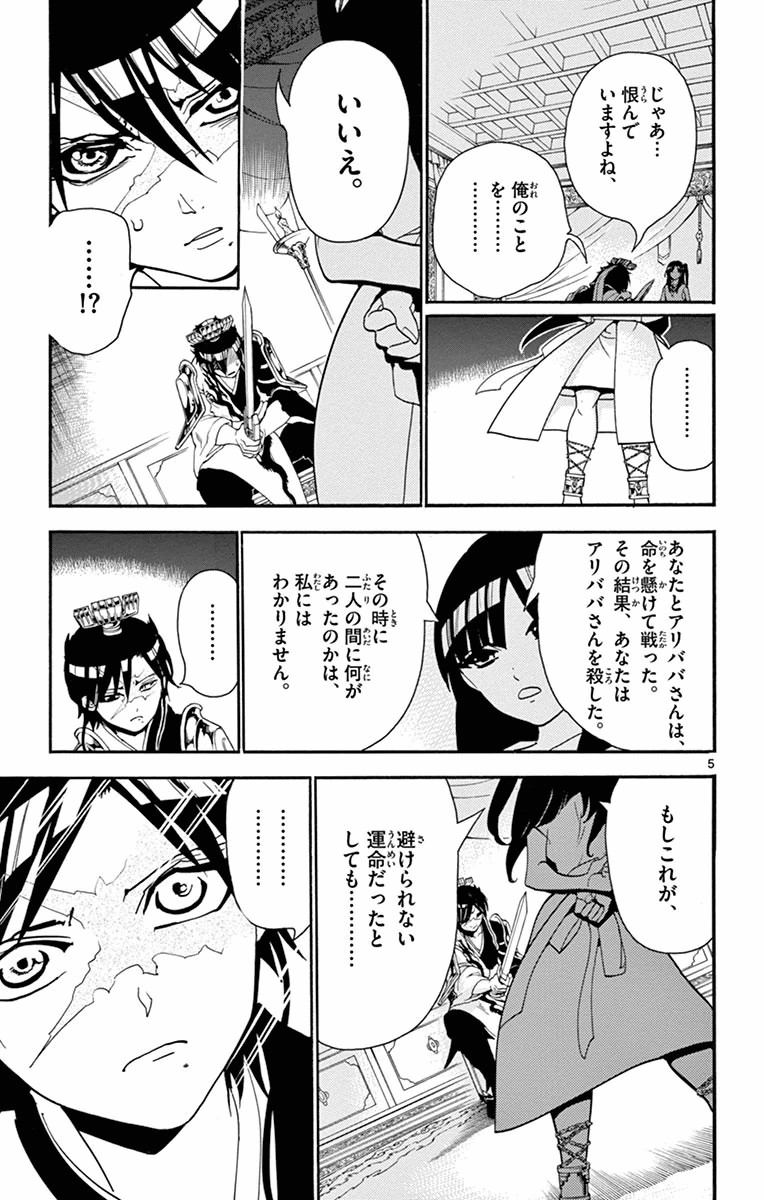 じゃあ…
恨んで
いますよね、
俺のこと
を………
…………
………
いいえ。
……!?
あなたとアリババさんは、
命を懸けて戦った。
その結果、あなたは
アリババさんを殺した。
その時に
二人の間に何が
あったのかは、
私には
わかりません。
………
………
5
もしこれが、
避けられない
運命だったと
しても………
………
………